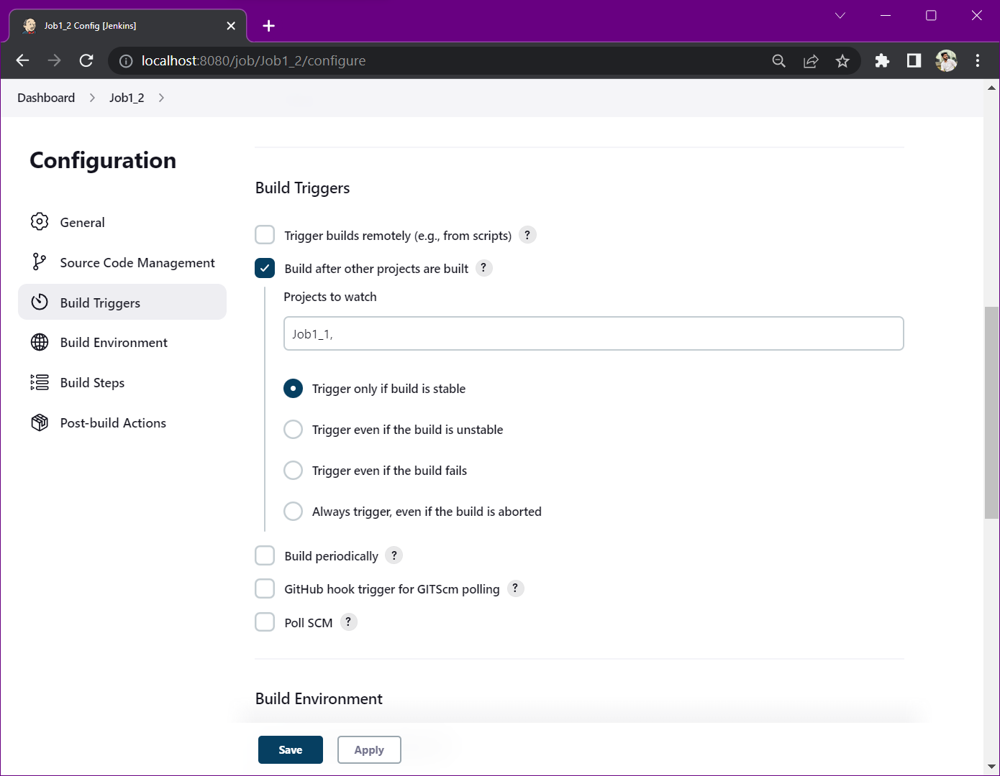 Job1_2 Config [Jenkins]
localhost:8080/job/Job1_2/configure
Dashboard > Job1_2 >
Configuration
General
Source Code Management
Build Triggers
Build Environment
Build Steps
Post-build Actions
Build Triggers
Trigger builds remotely (e.g., from scripts) ?
Build after other projects are built ?
Projects to watch
Job1_1,
Trigger only if build is stable
Trigger even if the build is unstable
Trigger even if the build fails
Always trigger, even if the build is aborted
Build periodically ?
GitHub hook trigger for GITScm polling ?
Poll SCM ?
Build Environment
Save
Apply